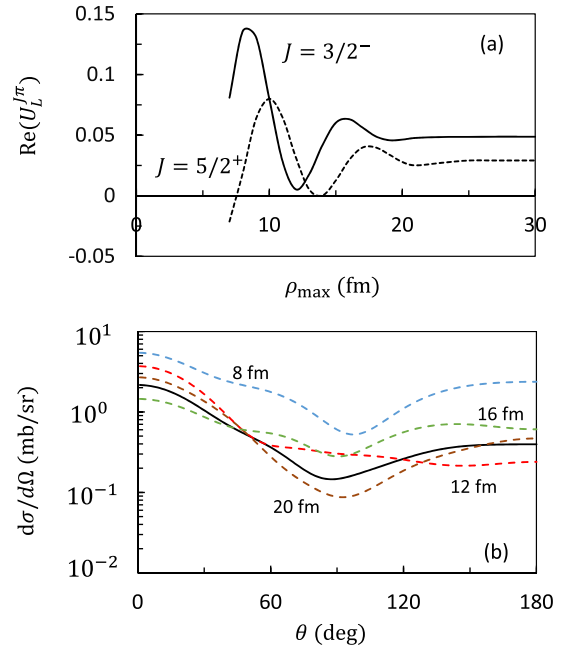 0.15
(a)
J = 3/2⁻
0.1
Re(U_L^{Jπ})
0.05
J = 5/2⁺
0
0 10 20 30
-0.05
ρ_max (fm)
10¹
8 fm
10⁰
16 fm
dσ/dΩ (mb/sr)
10⁻¹
20 fm
12 fm
(b)
10⁻²
0 60 120 180
θ (deg)